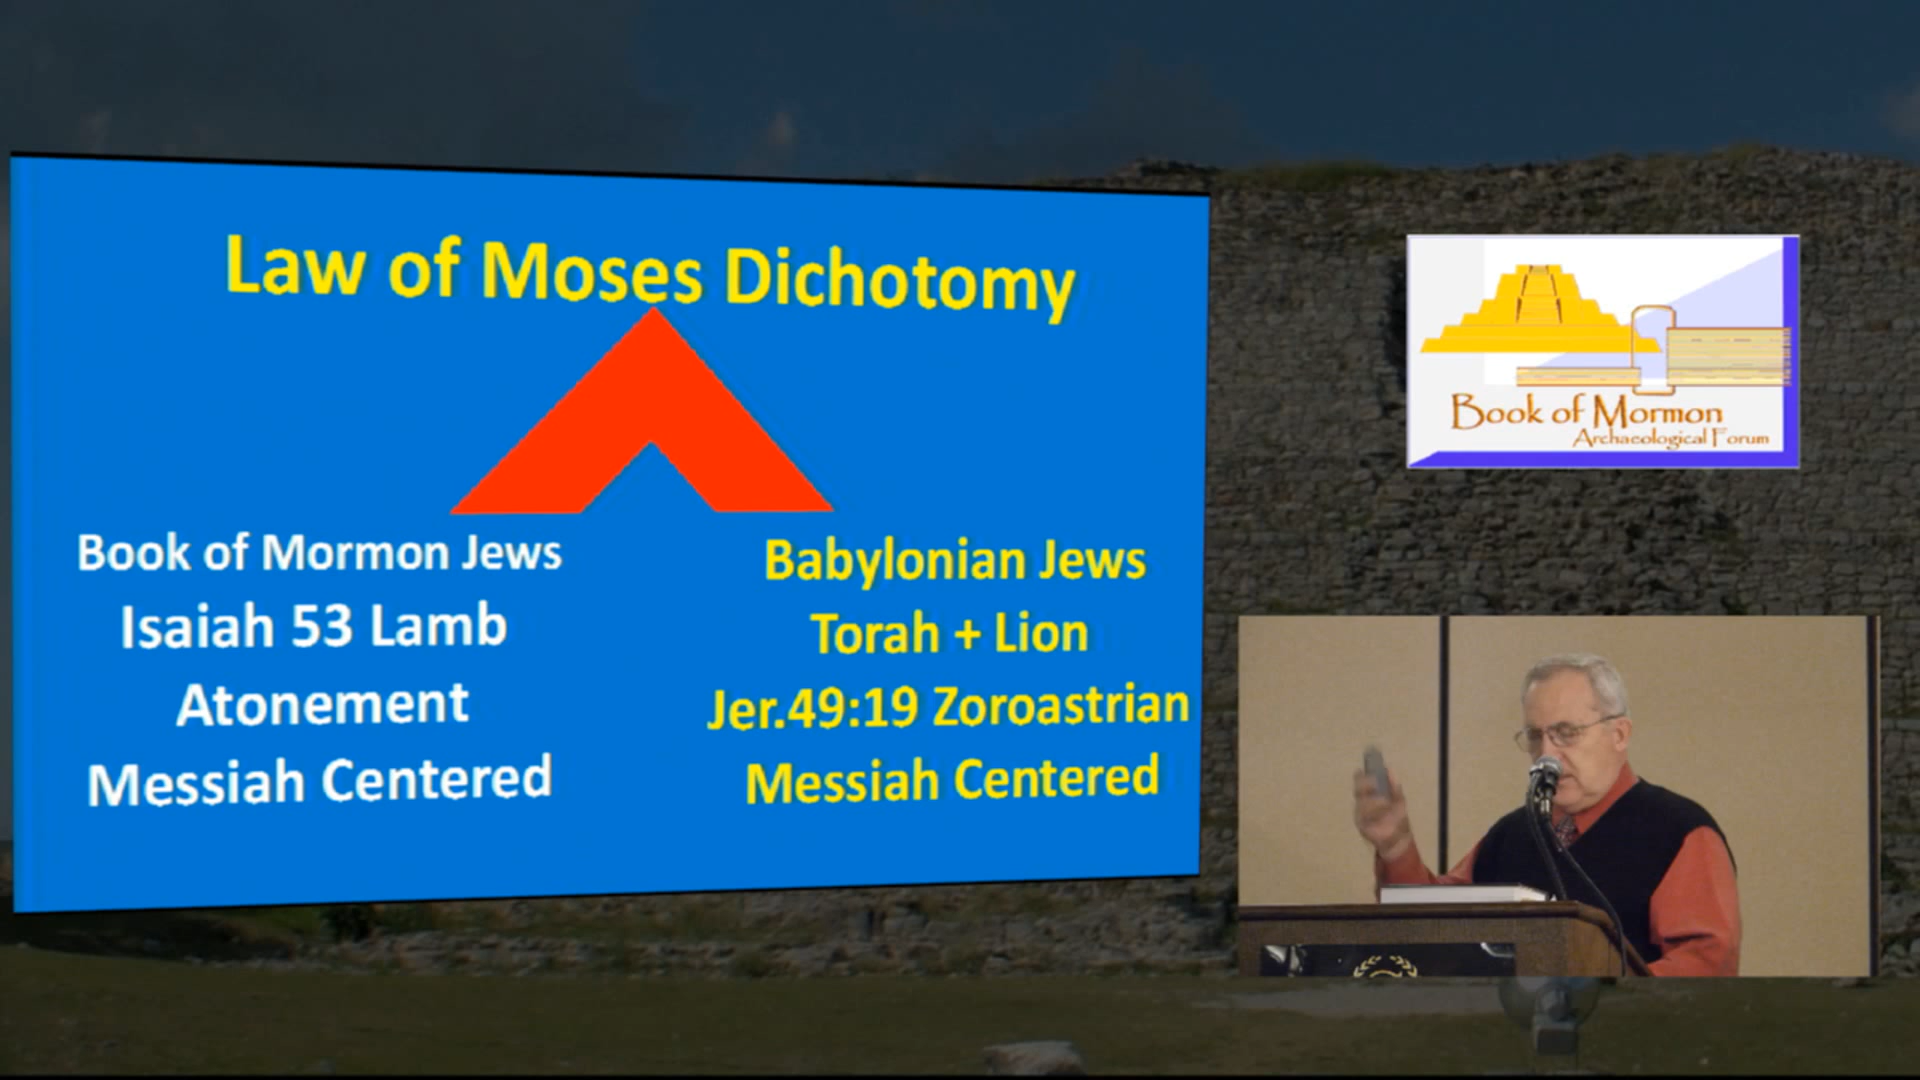 Law of Moses Dichotomy
Book of Mormon Jews
Isaiah 53 Lamb
Atonement
Messiah Centered
Babylonian Jews
Torah + Lion
Jer.49:19 Zoroastrian
Messiah Centered
Book of Mormon
Archaeological Forum